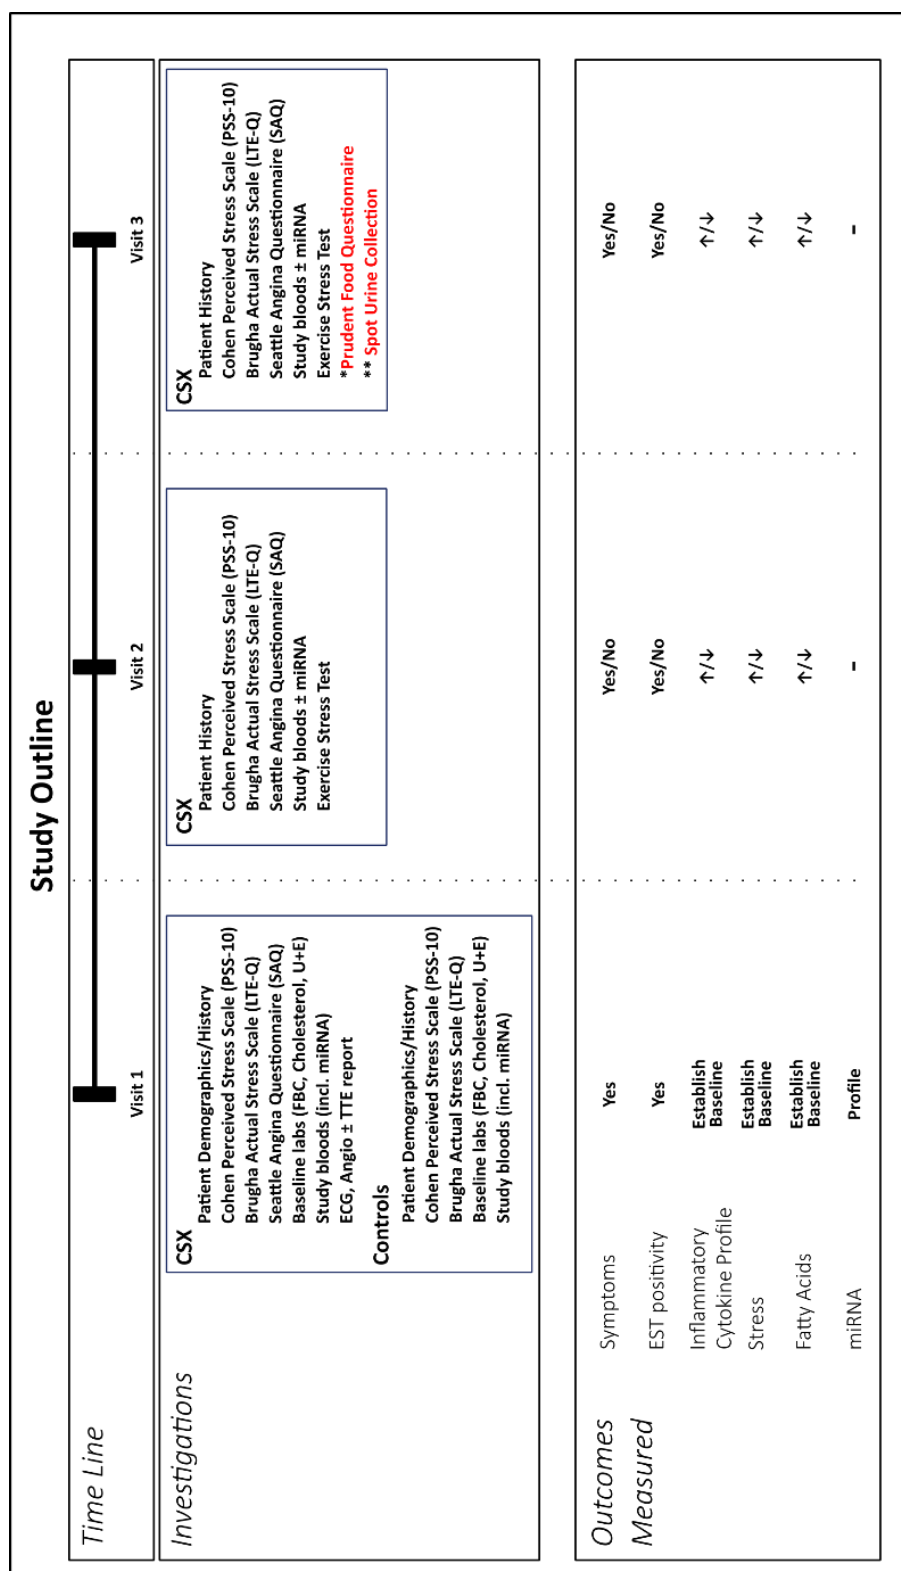 Study Outline
Time Line
Visit 1
Visit 2
Visit 3
Investigations
CSX
Patient Demographics/History
Cohen Perceived Stress Scale (PSS-10)
Brugha Actual Stress Scale (LTE-Q)
Seattle Angina Questionnaire (SAQ)
Baseline labs (FBC, Cholesterol, U+E)
Study bloods (incl. miRNA)
ECG, Angio ± TTE report
Controls
Patient Demographics/History
Cohen Perceived Stress Scale (PSS-10)
Brugha Actual Stress Scale (LTE-Q)
Baseline labs (FBC, Cholesterol, U+E)
Study bloods (incl. miRNA)
CSX
Patient History
Cohen Perceived Stress Scale (PSS-10)
Brugha Actual Stress Scale (LTE-Q)
Seattle Angina Questionnaire (SAQ)
Study bloods ± miRNA
Exercise Stress Test
CSX
Patient History
Cohen Perceived Stress Scale (PSS-10)
Brugha Actual Stress Scale (LTE-Q)
Seattle Angina Questionnaire (SAQ)
Study bloods ± miRNA
Exercise Stress Test
*Prudent Food Questionnaire
** Spot Urine Collection
Outcomes
Measured
Symptoms Yes Yes/No Yes/No
EST positivity Yes Yes/No Yes/No
Inflammatory
Cytokine Profile
Establish
Baseline
↑/↓ ↑/↓
Stress
Establish
Baseline
↑/↓ ↑/↓
Fatty Acids
Establish
Baseline
↑/↓ ↑/↓
miRNA Profile – –